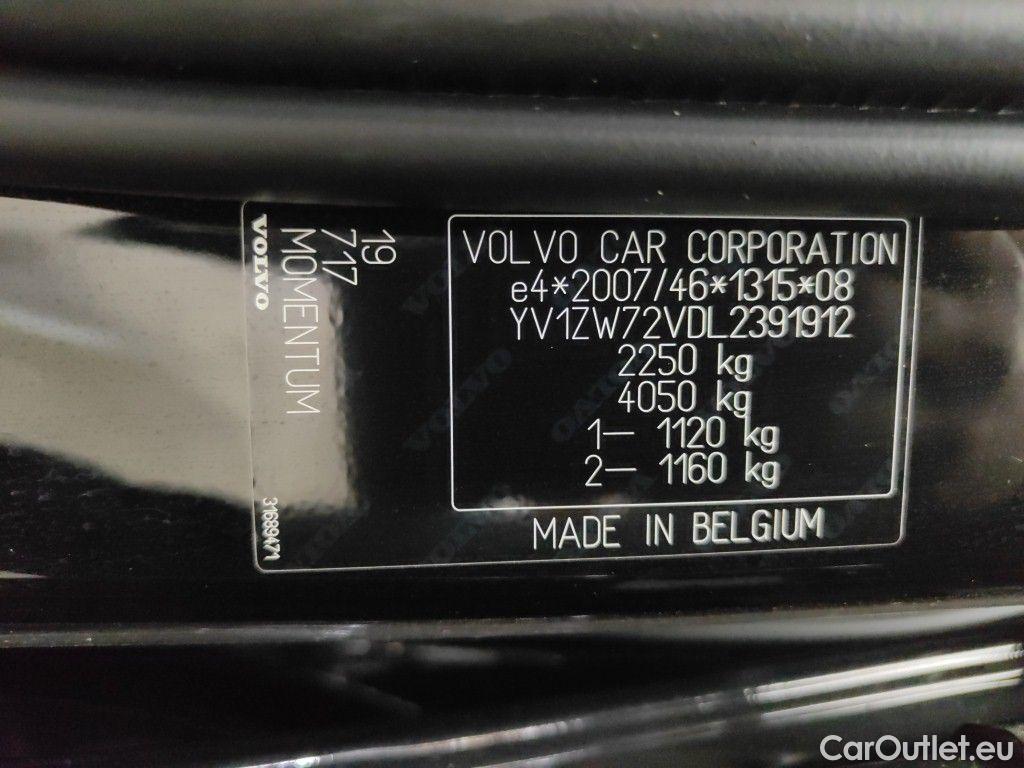 VOLVO CAR CORPORATION
e4*2007/46*1315*08
YV1ZW72VDL2391912
2250 kg
4050 kg
1— 1120 kg
2— 1160 kg
MADE IN BELGIUM
19
717
MOMENTUM
VOLVO
31689471
CarOutlet.eu